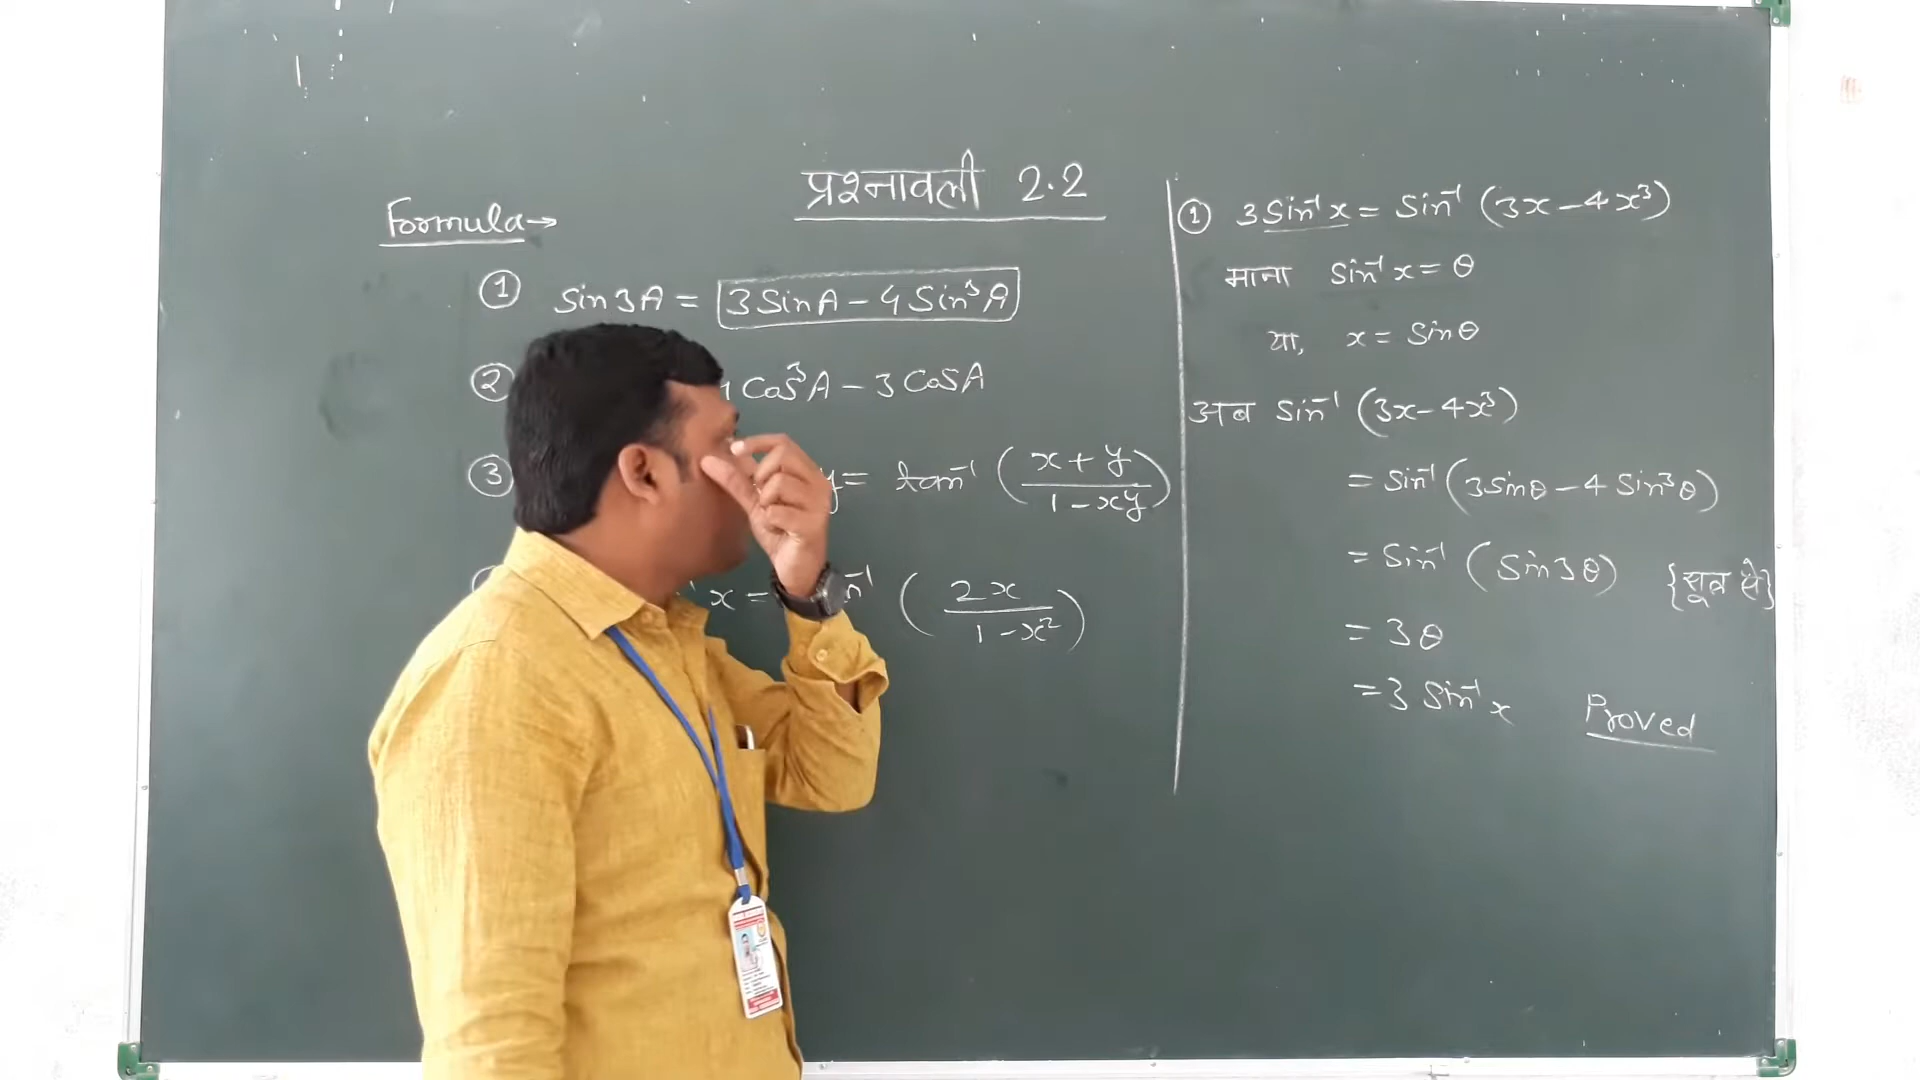 प्रश्नावली 2.2
Formula→
① Sin3A = 3SinA - 4Sin³A
② Cos³A - 3CosA
③ y = tan⁻¹ (x + y / 1 - xy)
x = (2x / 1 - x²)
① 3Sin⁻¹x = Sin⁻¹ (3x - 4x³)
माना Sin⁻¹x = θ
या, x = Sinθ
अब Sin⁻¹ (3x - 4x³)
= Sin⁻¹ (3Sinθ - 4Sin³θ)
= Sin⁻¹ (Sin3θ) {सूत्र से}
= 3θ
= 3Sin⁻¹x Proved